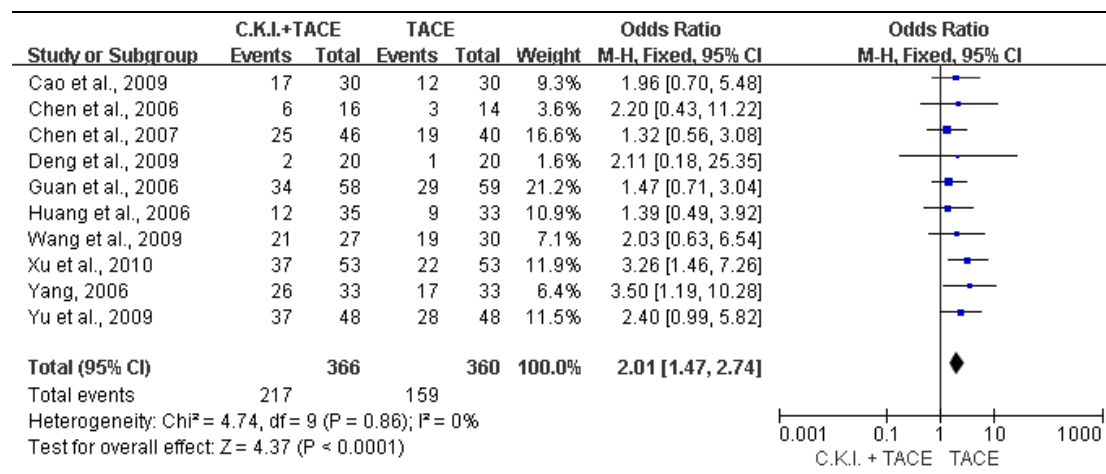 C.K.I.+TACE TACE Odds Ratio Odds Ratio
Study or Subgroup Events Total Events Total Weight M-H, Fixed, 95% CI M-H, Fixed, 95% CI
Cao et al., 2009 17 30 12 30 9.3% 1.96 [0.70, 5.48]
Chen et al., 2006 6 16 3 14 3.6% 2.20 [0.43, 11.22]
Chen et al., 2007 25 46 19 40 16.6% 1.32 [0.56, 3.08]
Deng et al., 2009 2 20 1 20 1.6% 2.11 [0.18, 25.35]
Guan et al., 2006 34 58 29 59 21.2% 1.47 [0.71, 3.04]
Huang et al., 2006 12 35 9 33 10.9% 1.39 [0.49, 3.92]
Wang et al., 2009 21 27 19 30 7.1% 2.03 [0.63, 6.54]
Xu et al., 2010 37 53 22 53 11.9% 3.26 [1.46, 7.26]
Yang, 2006 26 33 17 33 6.4% 3.50 [1.19, 10.28]
Yu et al., 2009 37 48 28 48 11.5% 2.40 [0.99, 5.82]
Total (95% CI) 366 360 100.0% 2.01 [1.47, 2.74]
Total events 217 159
Heterogeneity: Chi² = 4.74, df = 9 (P = 0.86); I² = 0%
Test for overall effect: Z = 4.37 (P < 0.0001)
0.001 0.1 1 10 1000
C.K.I. + TACE TACE